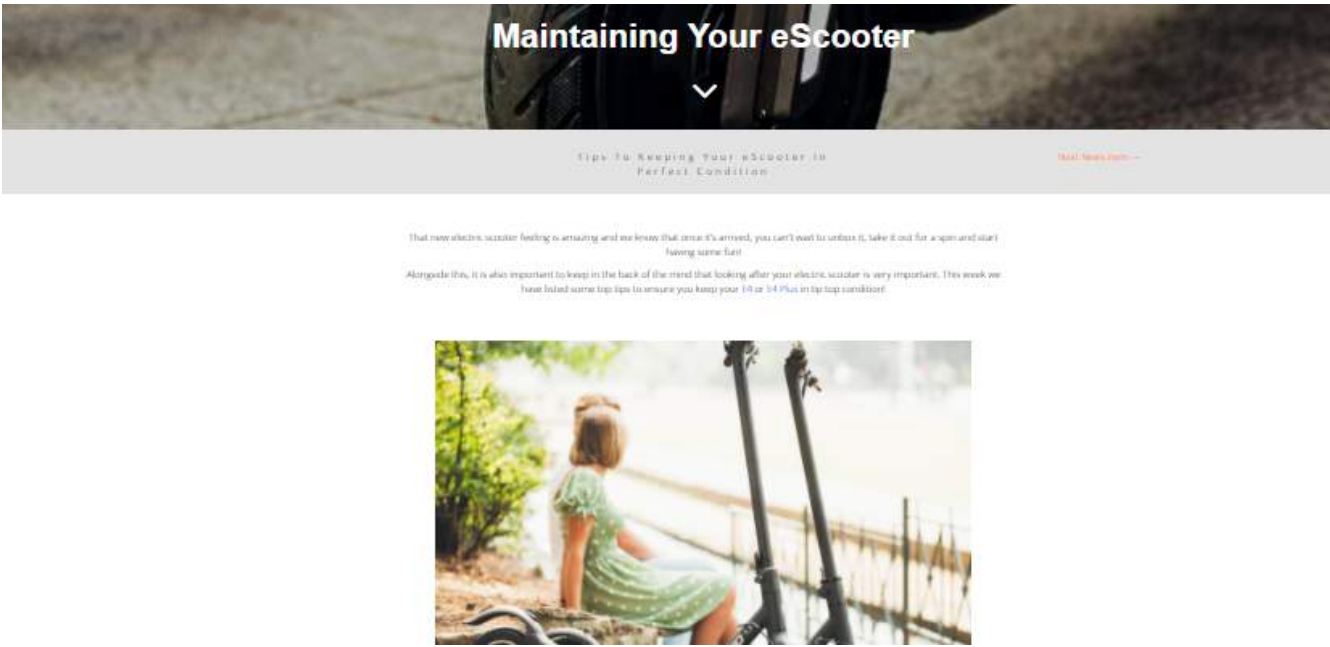 Maintaining Your eScooter
Tips To Keeping Your eScooter In
Perfect Condition
Next News Item →
That new electric scooter feeling is amazing and we know that once it's arrived, you can't wait to unbox it, take it out for a spin and start
having some fun!
Alongside this, it is also important to keep in the back of the mind that looking after your electric scooter is very important. This week we
have listed some top tips to ensure you keep your E4 or E4 Plus in tip top condition!